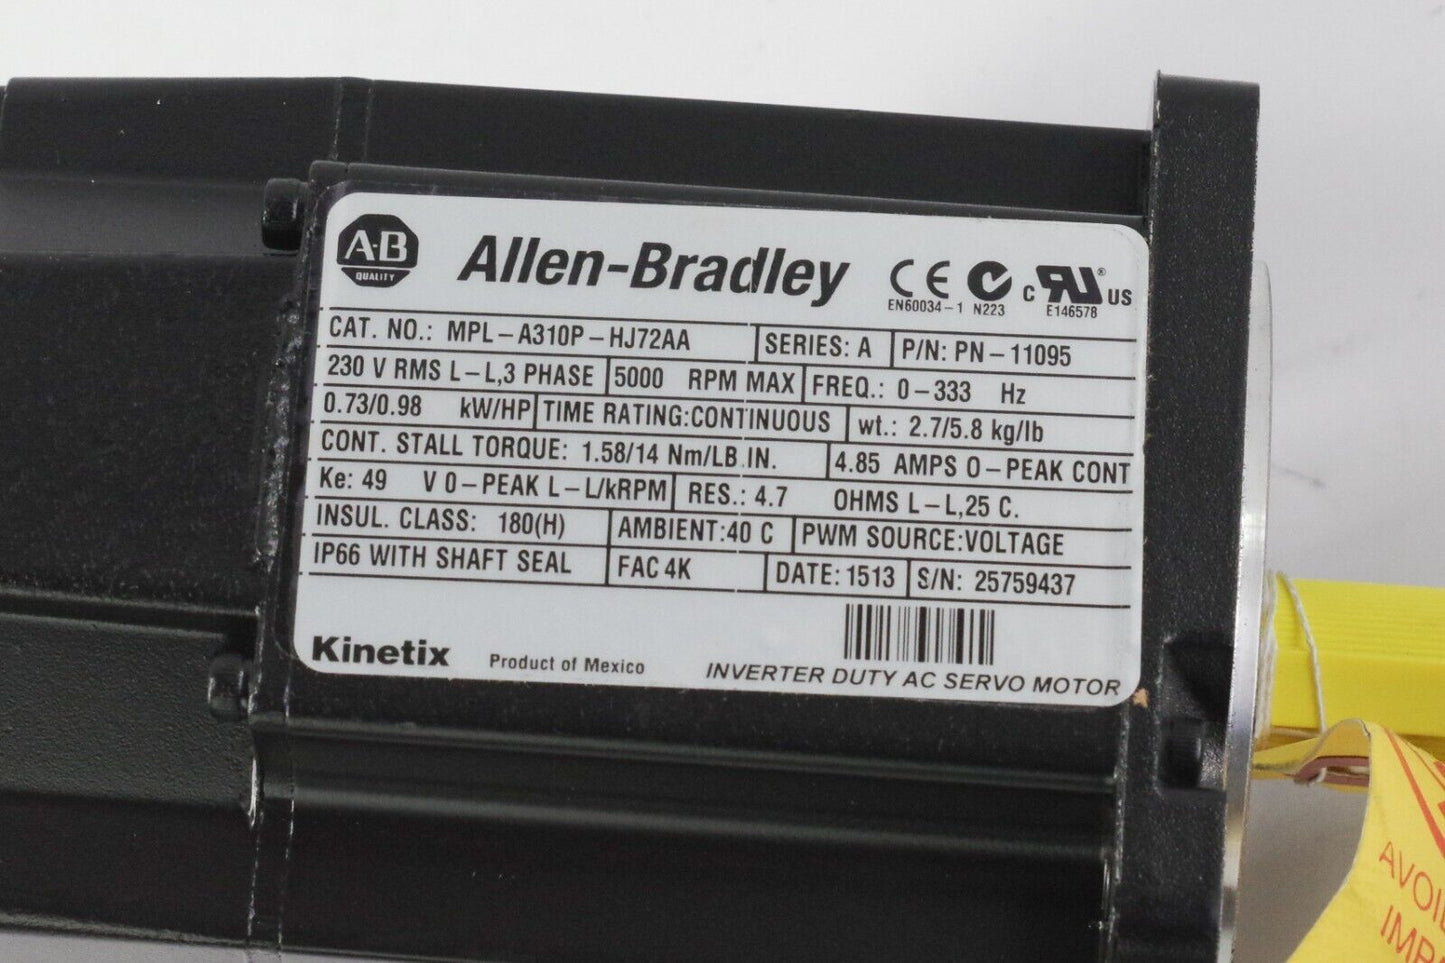 A-B QUALITY Allen-Bradley CE EN60034-1 N223 c RU® US E146578
CAT. NO.: MPL-A310P-HJ72AA SERIES: A P/N: PN-11095
230 V RMS L-L,3 PHASE 5000 RPM MAX FREQ.: 0-333 Hz
0.73/0.98 kW/HP TIME RATING:CONTINUOUS wt.: 2.7/5.8 kg/lb
CONT. STALL TORQUE: 1.58/14 Nm/LB.IN. 4.85 AMPS 0-PEAK CONT
Ke: 49 V 0-PEAK L-L/kRPM RES.: 4.7 OHMS L-L,25 C.
INSUL. CLASS: 180(H) AMBIENT:40 C PWM SOURCE:VOLTAGE
IP66 WITH SHAFT SEAL FAC 4K DATE: 1513 S/N: 25759437
Kinetix Product of Mexico INVERTER DUTY AC SERVO MOTOR